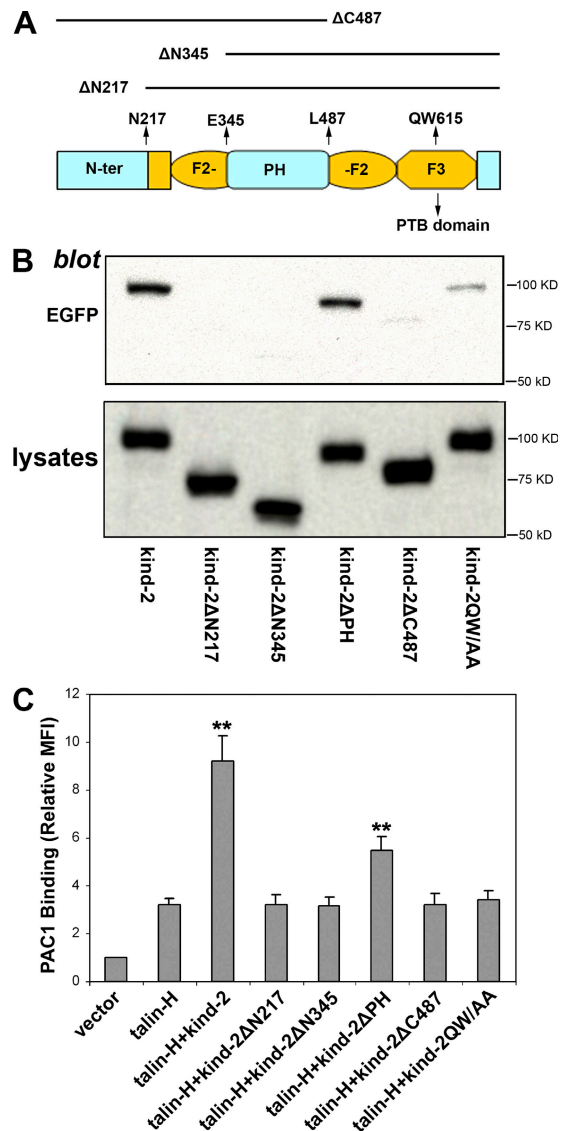 A
ΔC487
ΔN345
ΔN217
N217 E345 L487 QW615
N-ter F2- PH -F2 F3
PTB domain
B blot
EGFP
100 KD
75 KD
50 kD
lysates
100 KD
75 KD
50 kD
kind-2
kind-2ΔN217
kind-2ΔN345
kind-2ΔPH
kind-2ΔC487
kind-2QW/AA
C
PAC1 Binding (Relative MFI)
12
10
8
6
4
2
0
**
**
vector
talin-H
talin-H+kind-2
talin-H+kind-2ΔN217
talin-H+kind-2ΔN345
talin-H+kind-2ΔPH
talin-H+kind-2ΔC487
talin-H+kind-2QW/AA